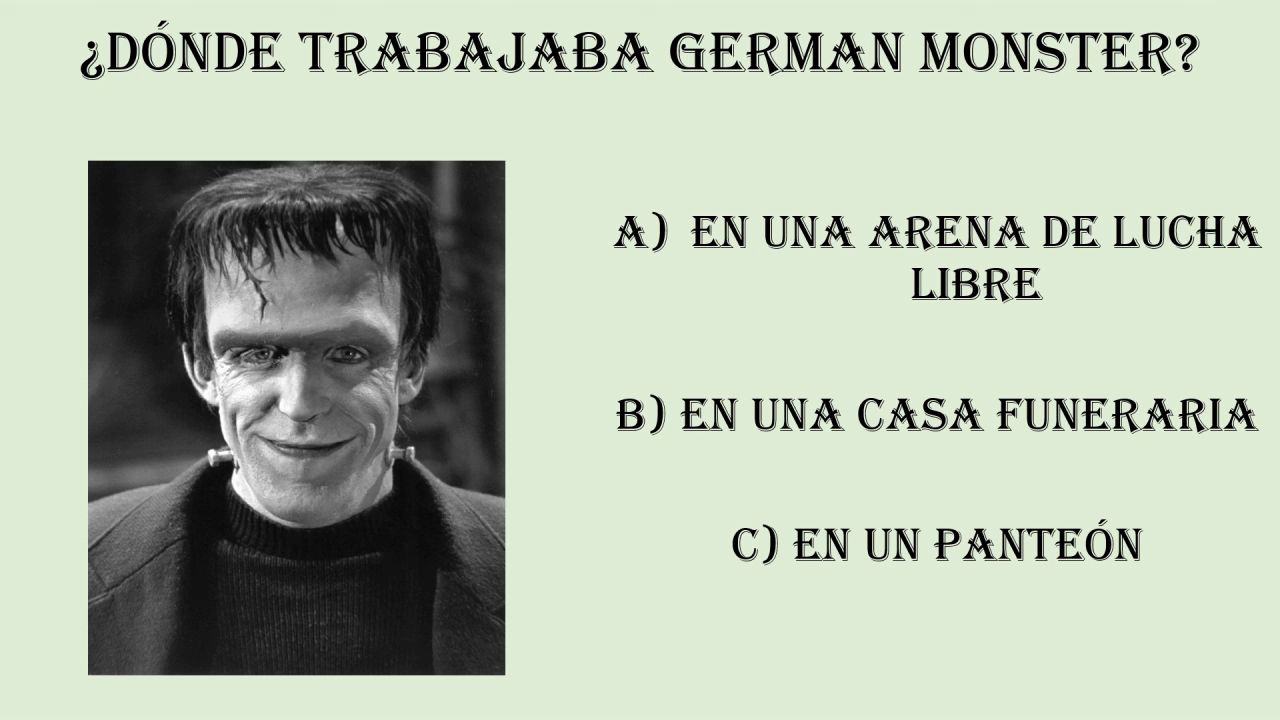 ¿DÓNDE TRABAJABA GERMAN MONSTER?
A) EN UNA ARENA DE LUCHA
LIBRE
B) EN UNA CASA FUNERARIA
C) EN UN PANTEÓN